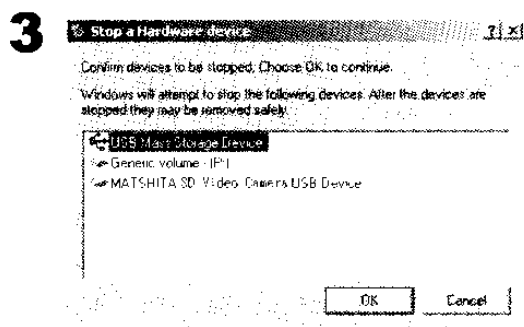 3
Stop a Hardware device
Confirm devices to be stopped, Choose OK to continue.
Windows will attempt to stop the following devices. After the devices are
stopped they may be removed safely.
USB Mass Storage Device
Generic volume - (F:)
MATSHITA SD Video Camera USB Device
OK Cancel